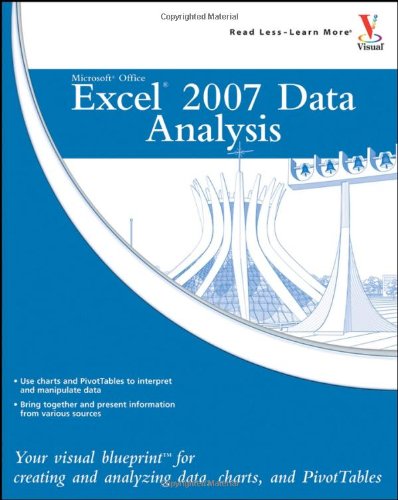 Copyrighted Material
Read Less–Learn More®
Visual
Microsoft® Office
Excel® 2007 Data
Analysis
• Use charts and PivotTables to interpret
and manipulate data
• Bring together and present information
from various sources
Your visual blueprint™ for
creating and analyzing data, charts, and PivotTables
Copyrighted Material